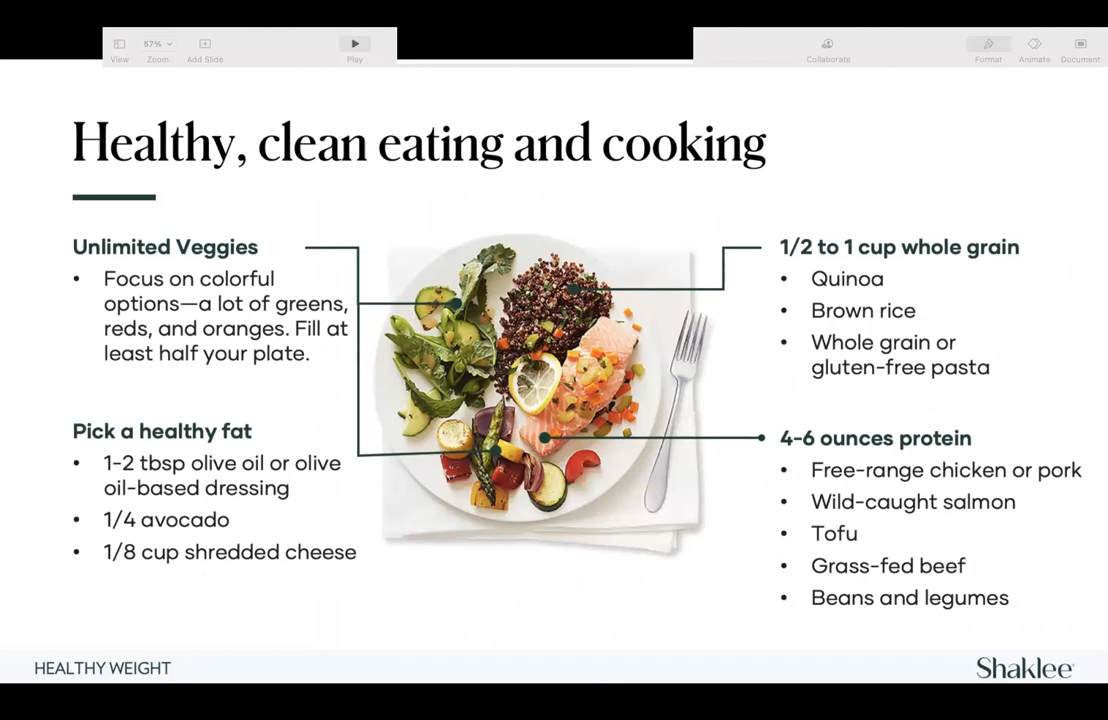 57%
View
Zoom
Add Slide
Play
Collaborate
Format
Animate
Document
Healthy, clean eating and cooking
Unlimited Veggies
• Focus on colorful
options—a lot of greens,
reds, and oranges. Fill at
least half your plate.
Pick a healthy fat
• 1-2 tbsp olive oil or olive
oil-based dressing
• 1/4 avocado
• 1/8 cup shredded cheese
1/2 to 1 cup whole grain
• Quinoa
• Brown rice
• Whole grain or
gluten-free pasta
4-6 ounces protein
• Free-range chicken or pork
• Wild-caught salmon
• Tofu
• Grass-fed beef
• Beans and legumes
HEALTHY WEIGHT
Shaklee